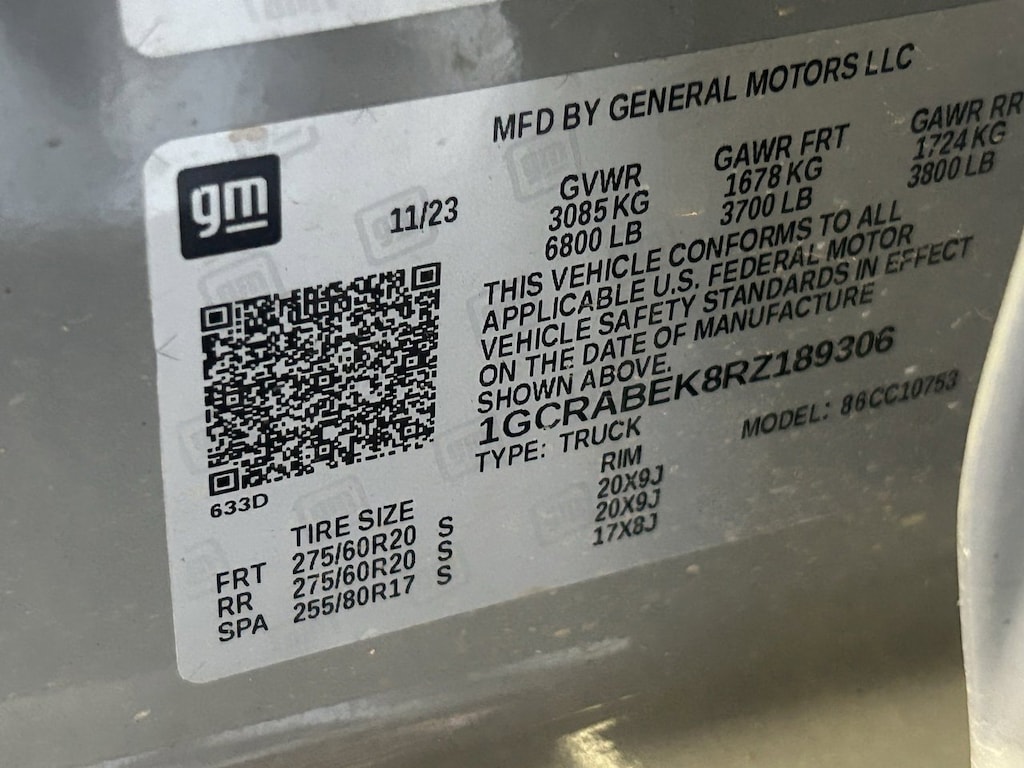 MFD BY GENERAL MOTORS LLC
gm
11/23
GVWR GAWR FRT GAWR RR
3085 KG 1678 KG 1724 KG
6800 LB 3700 LB 3800 LB
THIS VEHICLE CONFORMS TO ALL
APPLICABLE U.S. FEDERAL MOTOR
VEHICLE SAFETY STANDARDS IN EFFECT
ON THE DATE OF MANUFACTURE
SHOWN ABOVE.
1GCRABEK8RZ189306
TYPE: TRUCK MODEL: 86CC10753
633D
TIRE SIZE RIM
FRT 275/60R20 S 20X9J
RR 275/60R20 S 20X9J
SPA 255/80R17 S 17X8J